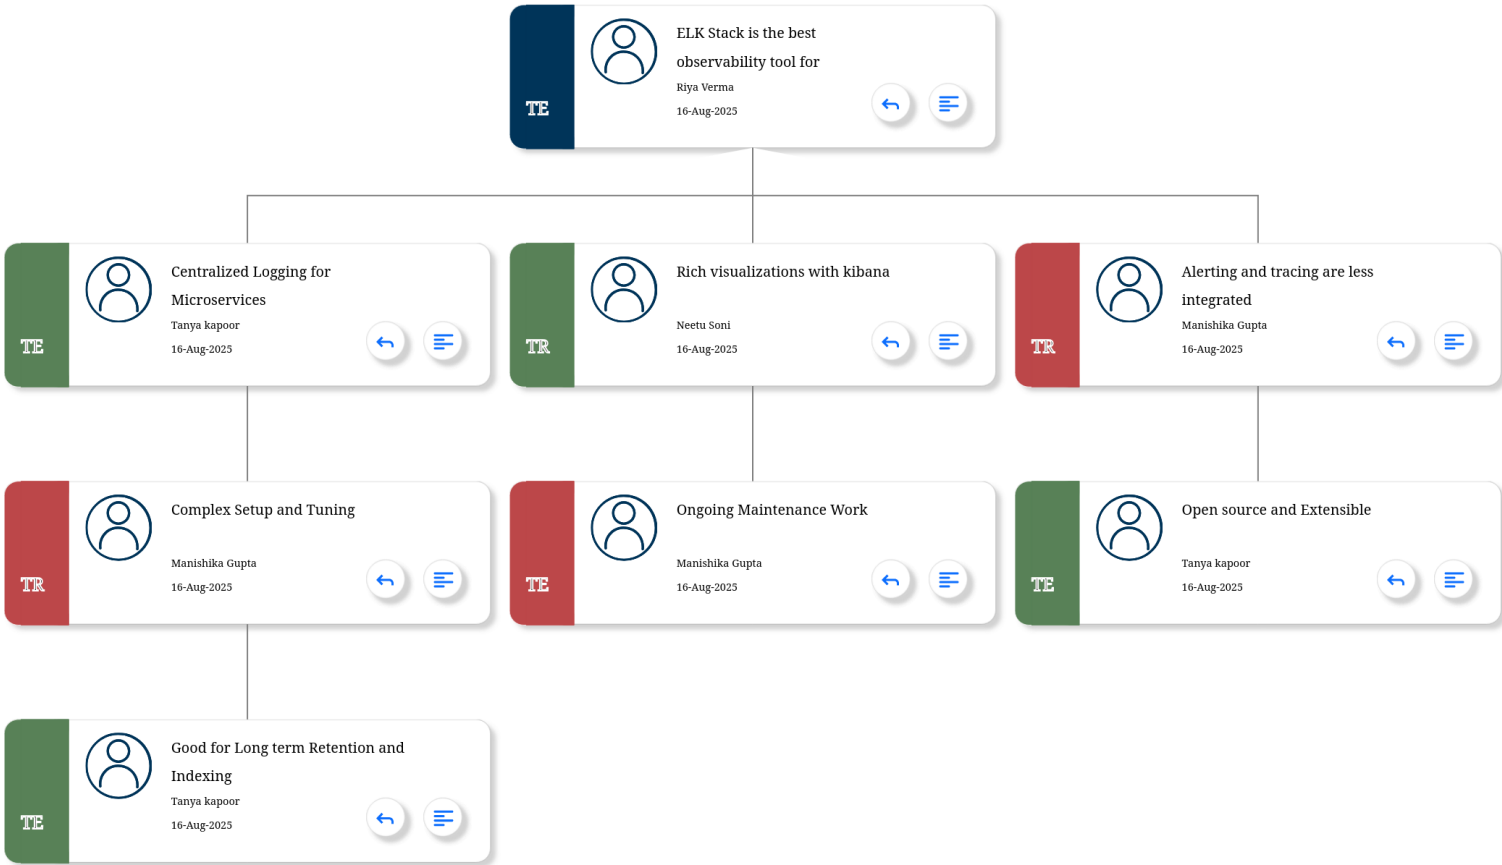 ELK Stack is the best
observability tool for
Riya Verma
16-Aug-2025
TE
Centralized Logging for
Microservices
Tanya kapoor
16-Aug-2025
TE
Rich visualizations with kibana
Neetu Soni
16-Aug-2025
TR
Alerting and tracing are less
integrated
Manishika Gupta
16-Aug-2025
TR
Complex Setup and Tuning
Manishika Gupta
16-Aug-2025
TR
Ongoing Maintenance Work
Manishika Gupta
16-Aug-2025
TE
Open source and Extensible
Tanya kapoor
16-Aug-2025
TE
Good for Long term Retention and
Indexing
Tanya kapoor
16-Aug-2025
TE